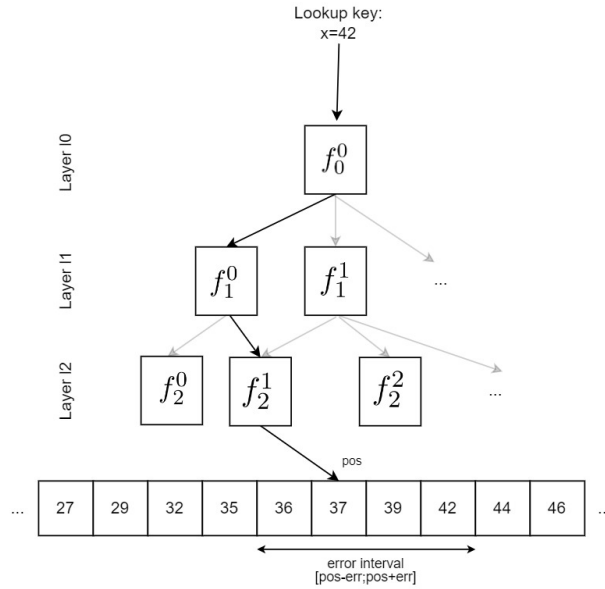 Lookup key:
x=42
Layer l0
f_0^0
Layer l1
f_1^0 f_1^1 ...
Layer l2
f_2^0 f_2^1 f_2^2 ...
pos
... 27 29 32 35 36 37 39 42 44 46 ...
error interval
[pos-err;pos+err]